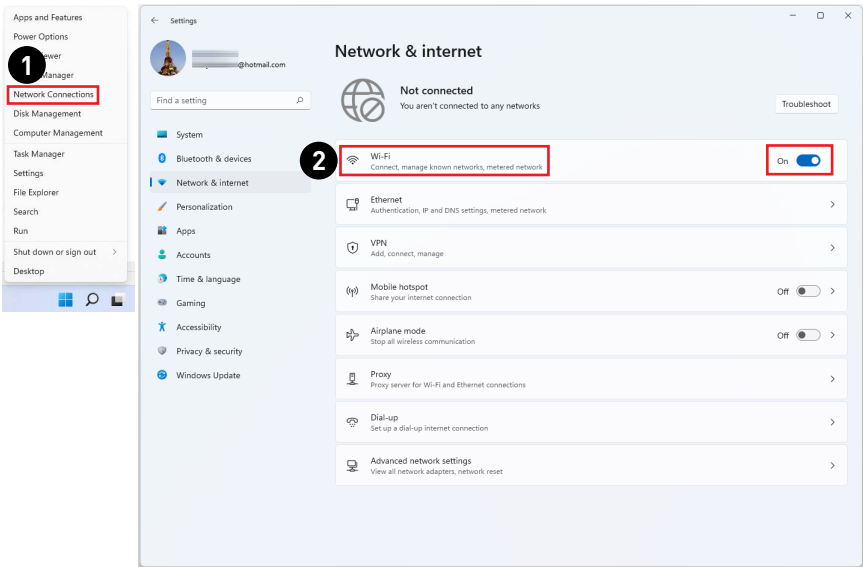 Apps and Features
Power Options
ewer
1
Manager
Network Connections
Disk Management
Computer Management
Task Manager
Settings
File Explorer
Search
Run
Shut down or sign out
Desktop
Settings
@hotmail.com
Find a setting
System
Bluetooth & devices
Network & internet
Personalization
Apps
Accounts
Time & language
Gaming
Accessibility
Privacy & security
Windows Update
Network & internet
Not connected
You aren't connected to any networks
Troubleshoot
2
Wi-Fi
Connect, manage known networks, metered network
On
Ethernet
Authentication, IP and DNS settings, metered network
VPN
Add, connect, manage
Mobile hotspot
Share your internet connection
Off
Airplane mode
Stop all wireless communication
Off
Proxy
Proxy server for Wi-Fi and Ethernet connections
Dial-up
Set up a dial-up internet connection
Advanced network settings
View all network adapters, network reset